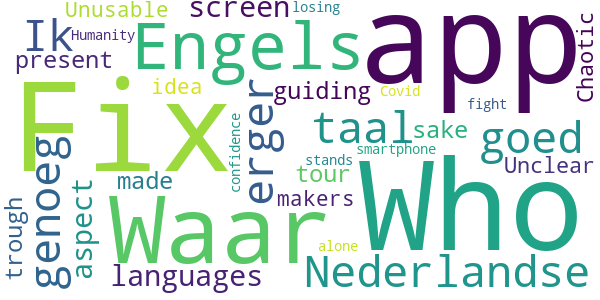 Unusable
screen
losing
Ik
Humanity
Engels
app
Chaotic
present
idea
guiding
Covid
fight
Fix
erger
confidence
taal
sake
goed
smartphone
genoeg
aspect
made
Waar
tour
stands
Who
Unclear
makers
trough
languages
alone
Nederlandse